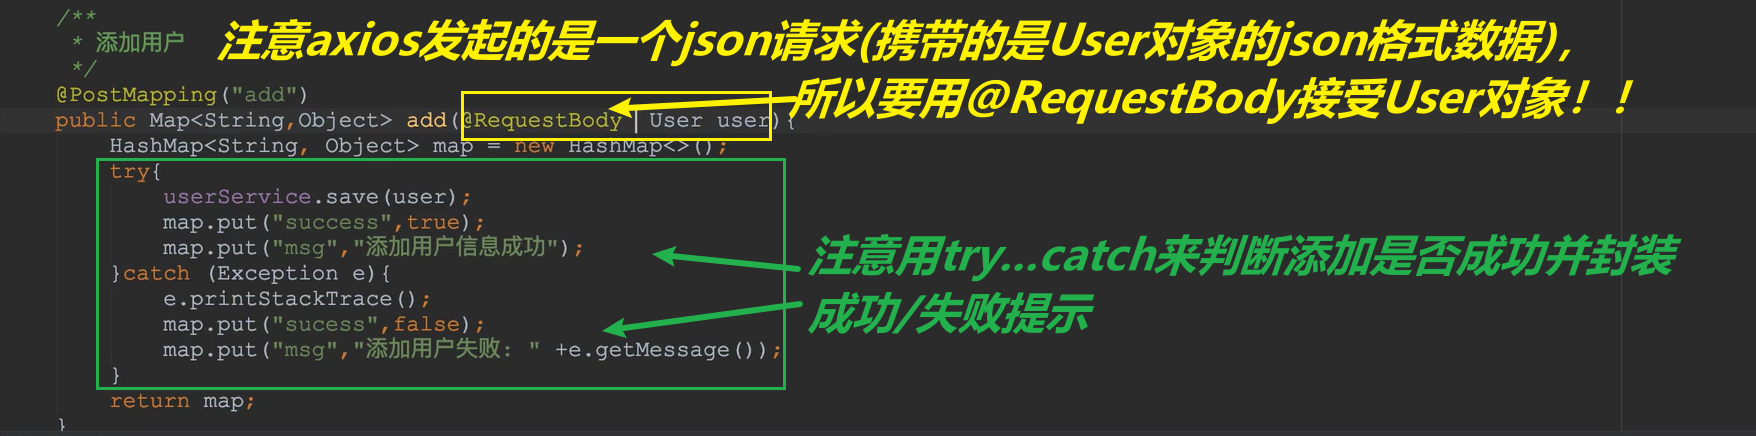 /**
* 添加用户
注意axios发起的是一个json请求(携带的是User对象的json格式数据),
*/
所以要用@RequestBody接受User对象！！
@PostMapping("add")
public Map<String,Object> add(@RequestBody User user){
HashMap<String, Object> map = new HashMap<>();
try{
userService.save(user);
map.put("success",true);
map.put("msg","添加用户信息成功");
}catch (Exception e){
e.printStackTrace();
map.put("sucess",false);
map.put("msg","添加用户失败: " +e.getMessage());
}
注意用try...catch来判断添加是否成功并封装
成功/失败提示
return map;
}